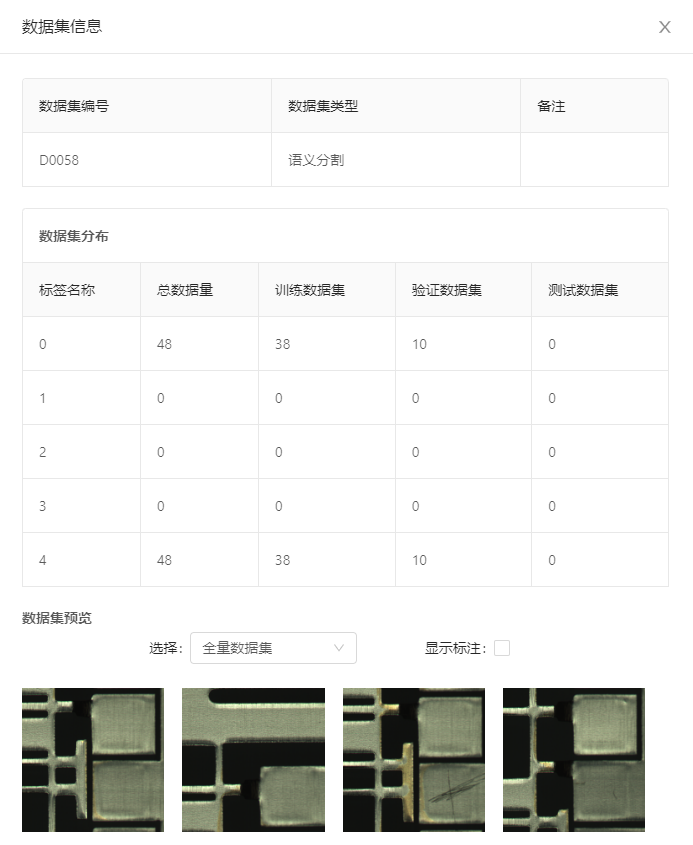 数据集信息
数据集编号 数据集类型 备注
D0058 语义分割
数据集分布
标签名称 总数据量 训练数据集 验证数据集 测试数据集
0 48 38 10 0
1 0 0 0 0
2 0 0 0 0
3 0 0 0 0
4 48 38 10 0
数据集预览
选择: 全量数据集 显示标注: